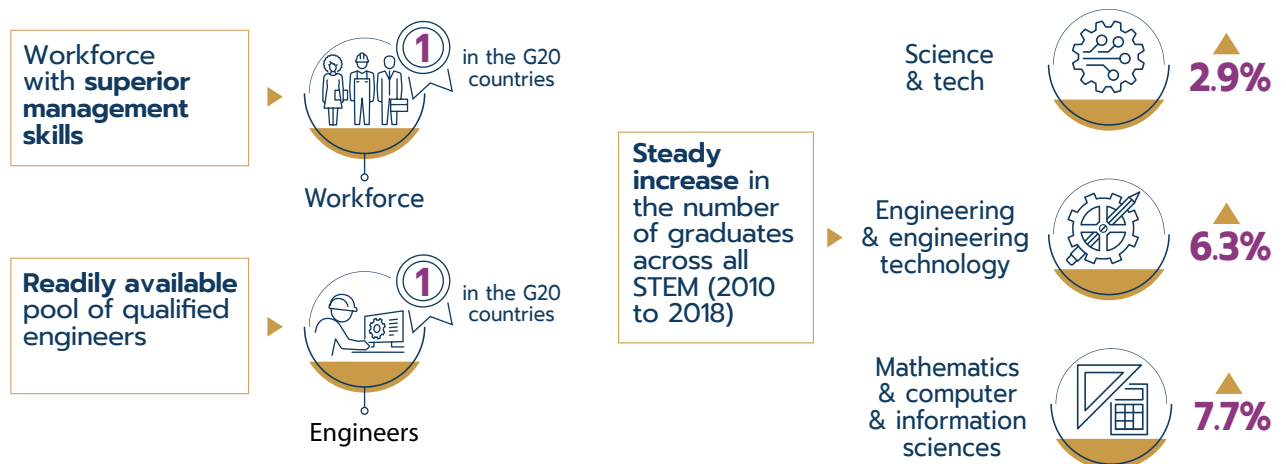 Workforce
with superior
management
skills
1
in the G20
countries
Workforce
Readily available
pool of qualified
engineers
1
in the G20
countries
Engineers
Steady
increase in
the number
of graduates
across all
STEM (2010
to 2018)
Science
& tech
2.9%
Engineering
& engineering
technology
6.3%
Mathematics
& computer
& information
sciences
7.7%